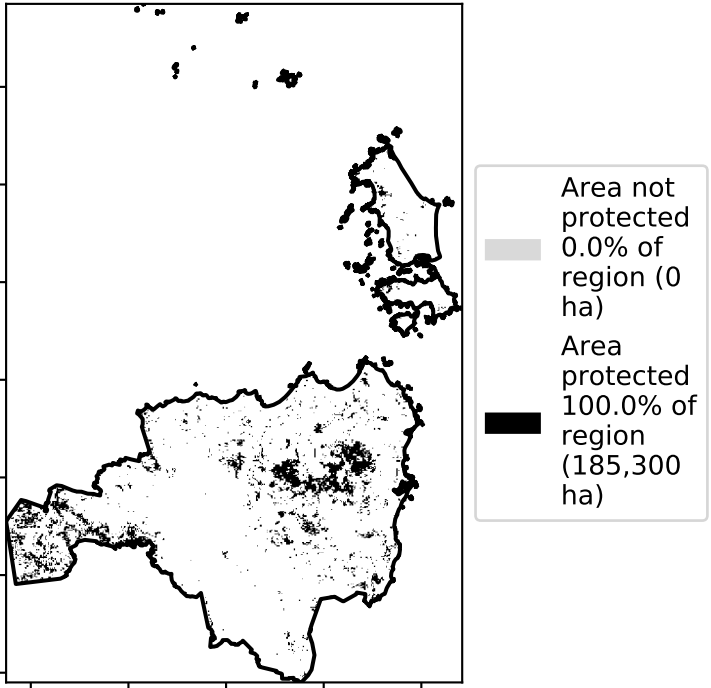 Area not
protected
0.0% of
region (0
ha)
Area
protected
100.0% of
region
(185,300
ha)